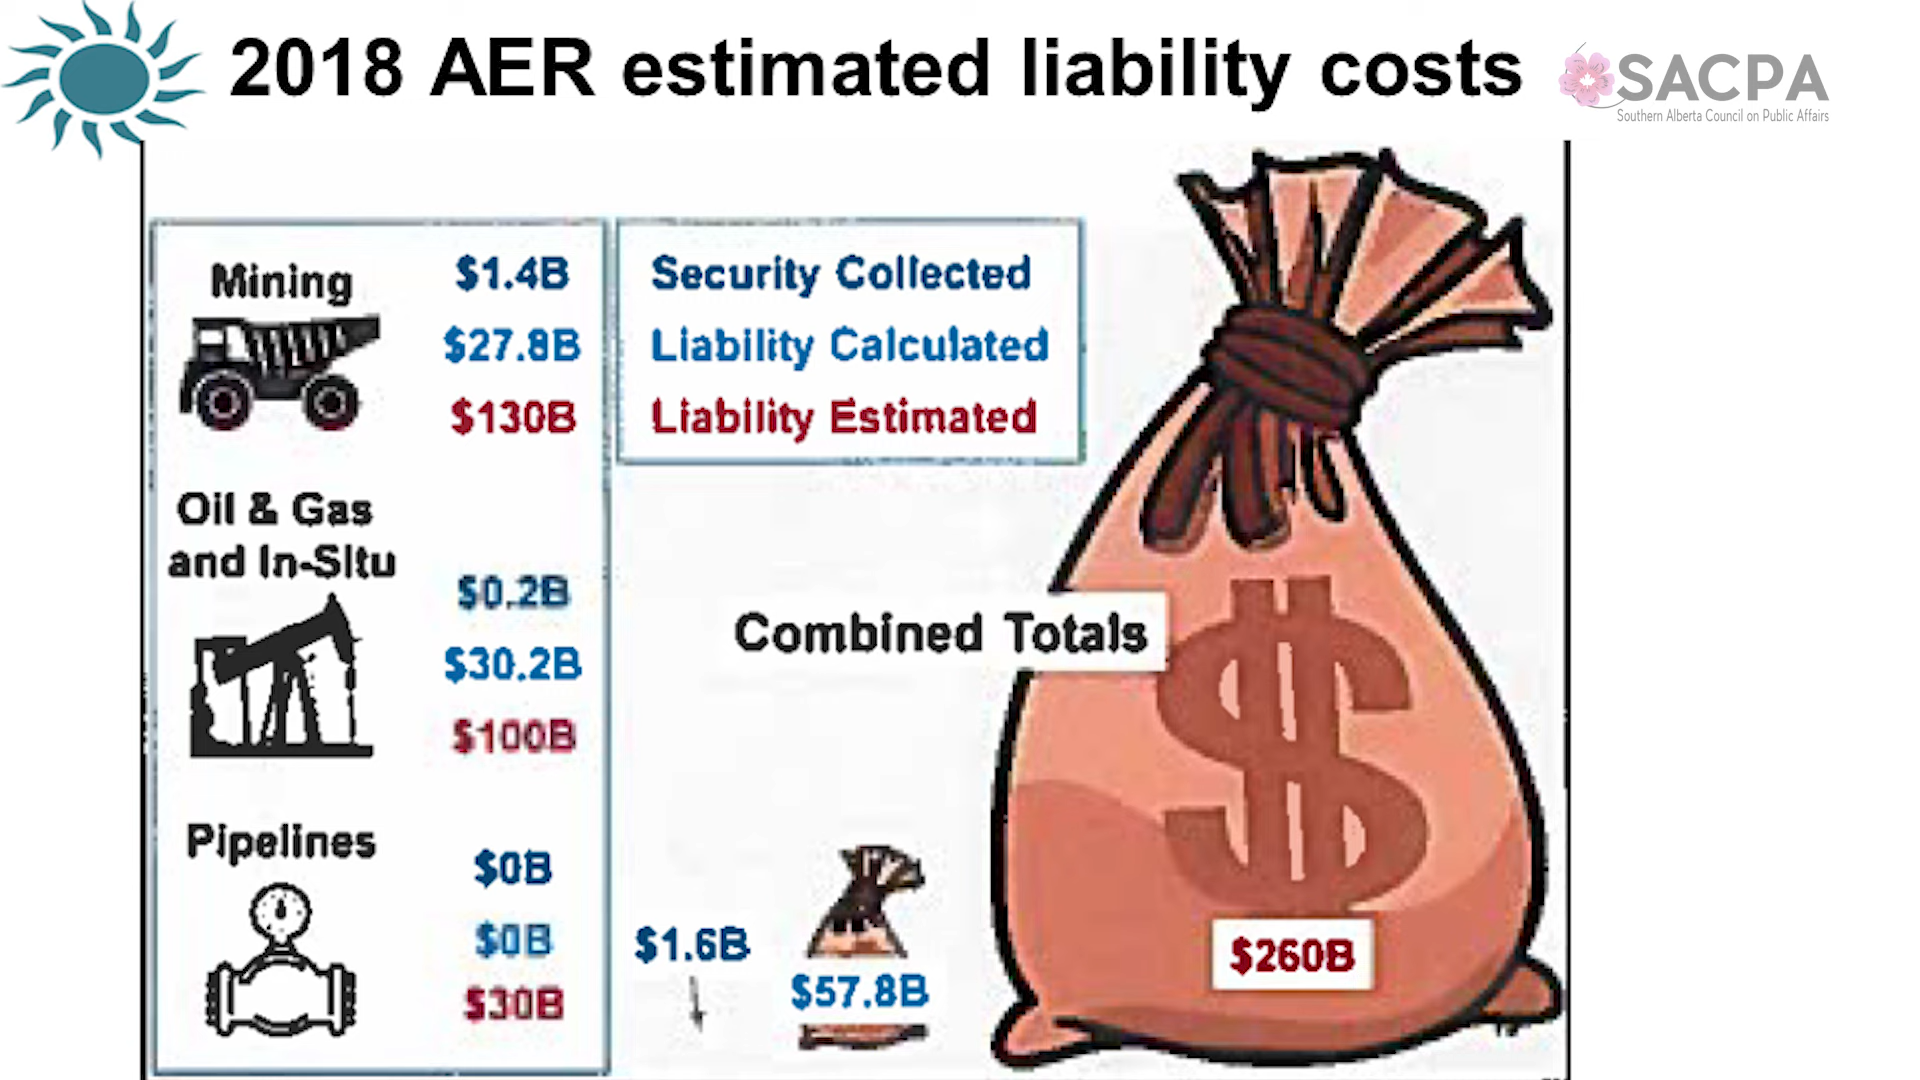 2018 AER estimated liability costs
SACPA
Southern Alberta Council on Public Affairs
Mining
$1.4B
$27.8B
$130B
Security Collected
Liability Calculated
Liability Estimated
Oil & Gas
and In-Situ
$0.2B
$30.2B
$100B
Pipelines
$0B
$0B
$30B
Combined Totals
$1.6B
$57.8B
$260B